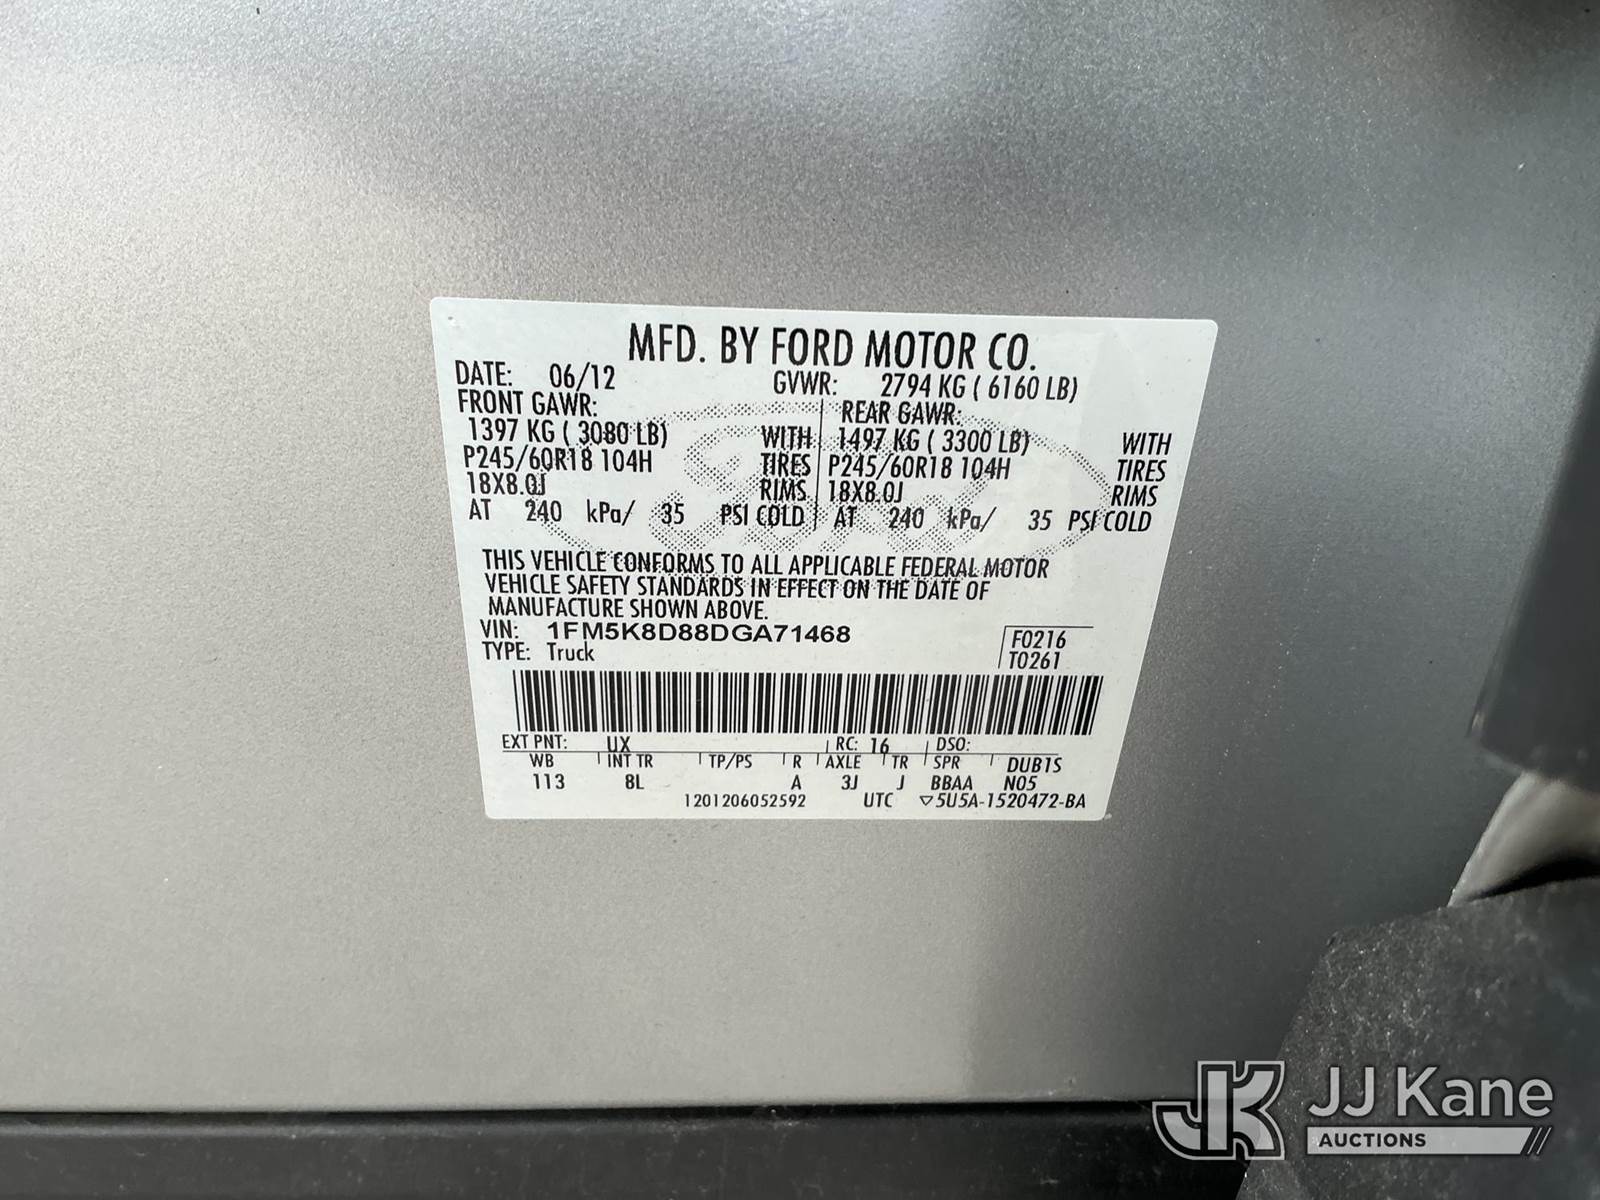 MFD. BY FORD MOTOR CO.
DATE: 06/12 GVWR: 2794 KG ( 6160 LB)
FRONT GAWR: REAR GAWR:
1397 KG ( 3080 LB) WITH 1497 KG ( 3300 LB) WITH
P245/60R18 104H TIRES P245/60R18 104H TIRES
18X8.0J RIMS 18X8.0J RIMS
AT 240 kPa/ 35 PSI COLD AT 240 kPa/ 35 PSI COLD
Ford
THIS VEHICLE CONFORMS TO ALL APPLICABLE FEDERAL MOTOR
VEHICLE SAFETY STANDARDS IN EFFECT ON THE DATE OF
MANUFACTURE SHOWN ABOVE.
VIN: 1FM5K8D88DGA71468 F0216
TYPE: Truck T0261
EXT PNT: UX RC: 16 DSO:
WB INT TR TP/PS R AXLE TR SPR DUB1S
113 8L A 3J J BBAA N05
1201206052592 UTC ▽5U5A-1520472-BA
JK JJ Kane
AUCTIONS